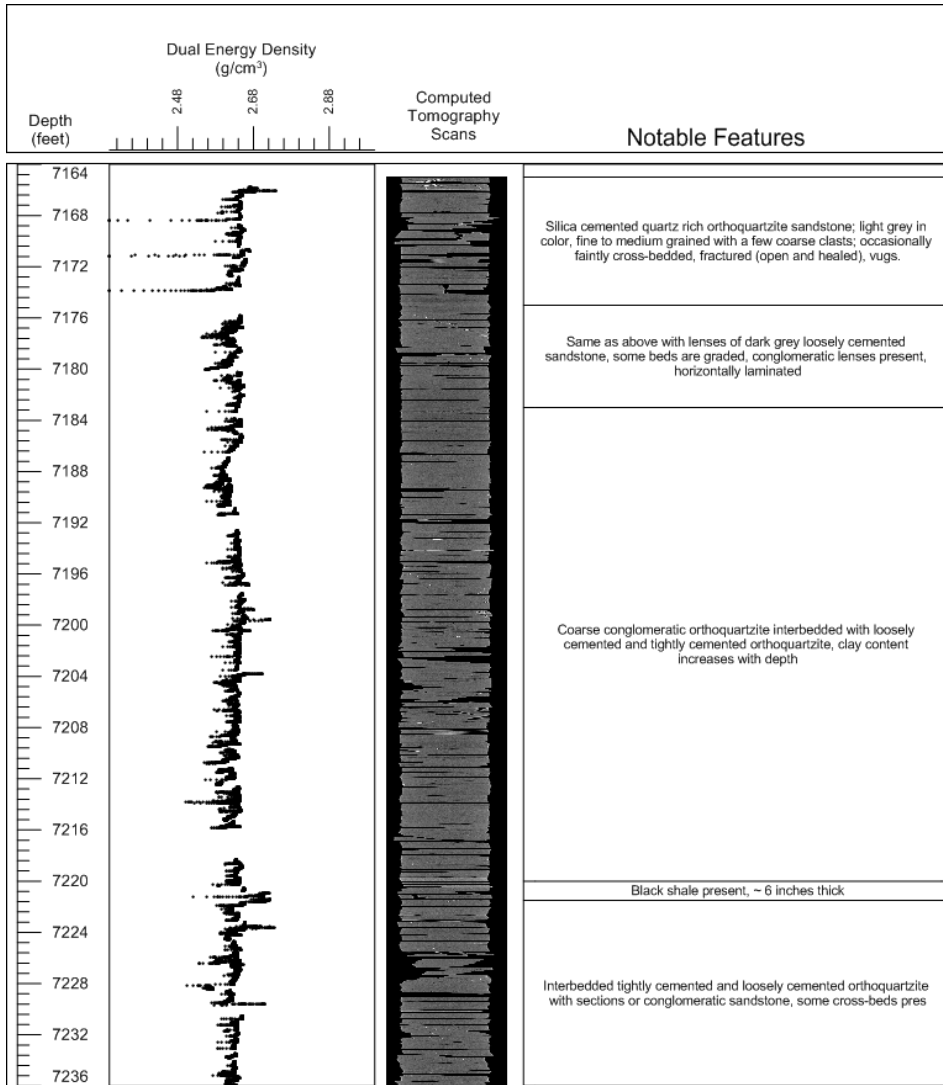 Dual Energy Density
(g/cm³)
2.48
2.68
2.88
Depth
(feet)
Computed
Tomography
Scans
Notable Features
7164
7168
7172
7176
7180
7184
7188
7192
7196
7200
7204
7208
7212
7216
7220
7224
7228
7232
7236
Silica cemented quartz rich orthoquartzite sandstone; light grey in
color, fine to medium grained with a few coarse clasts; occasionally
faintly cross-bedded, fractured (open and healed), vugs.
Same as above with lenses of dark grey loosely cemented
sandstone, some beds are graded, conglomeratic lenses present,
horizontally laminated
Coarse conglomeratic orthoquartzite interbedded with loosely
cemented and tightly cemented orthoquartzite, clay content
increases with depth
Black shale present, ~ 6 inches thick
Interbedded tightly cemented and loosely cemented orthoquartzite
with sections or conglomeratic sandstone, some cross-beds pres